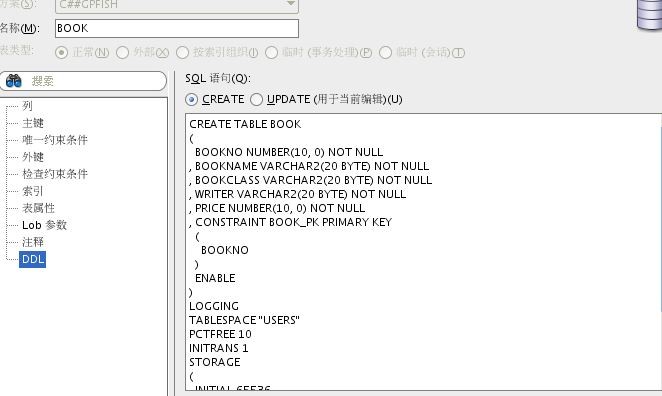 方案(S): C##GPFISH
名称(M): BOOK
表类型: 正常(N) 外部(X) 按索引组织(I) 临时 (事务处理)(P) 临时 (会话)(T)
搜索
SQL 语句(Q):
CREATE UPDATE (用于当前编辑)(U)
列
主键
唯一约束条件
外键
检查约束条件
索引
表属性
Lob 参数
注释
DDL
CREATE TABLE BOOK
(
BOOKNO NUMBER(10, 0) NOT NULL
, BOOKNAME VARCHAR2(20 BYTE) NOT NULL
, BOOKCLASS VARCHAR2(20 BYTE) NOT NULL
, WRITER VARCHAR2(20 BYTE) NOT NULL
, PRICE NUMBER(10, 0) NOT NULL
, CONSTRAINT BOOK_PK PRIMARY KEY
(
BOOKNO
)
ENABLE
)
LOGGING
TABLESPACE "USERS"
PCTFREE 10
INITRANS 1
STORAGE
(
INITIAL 65536